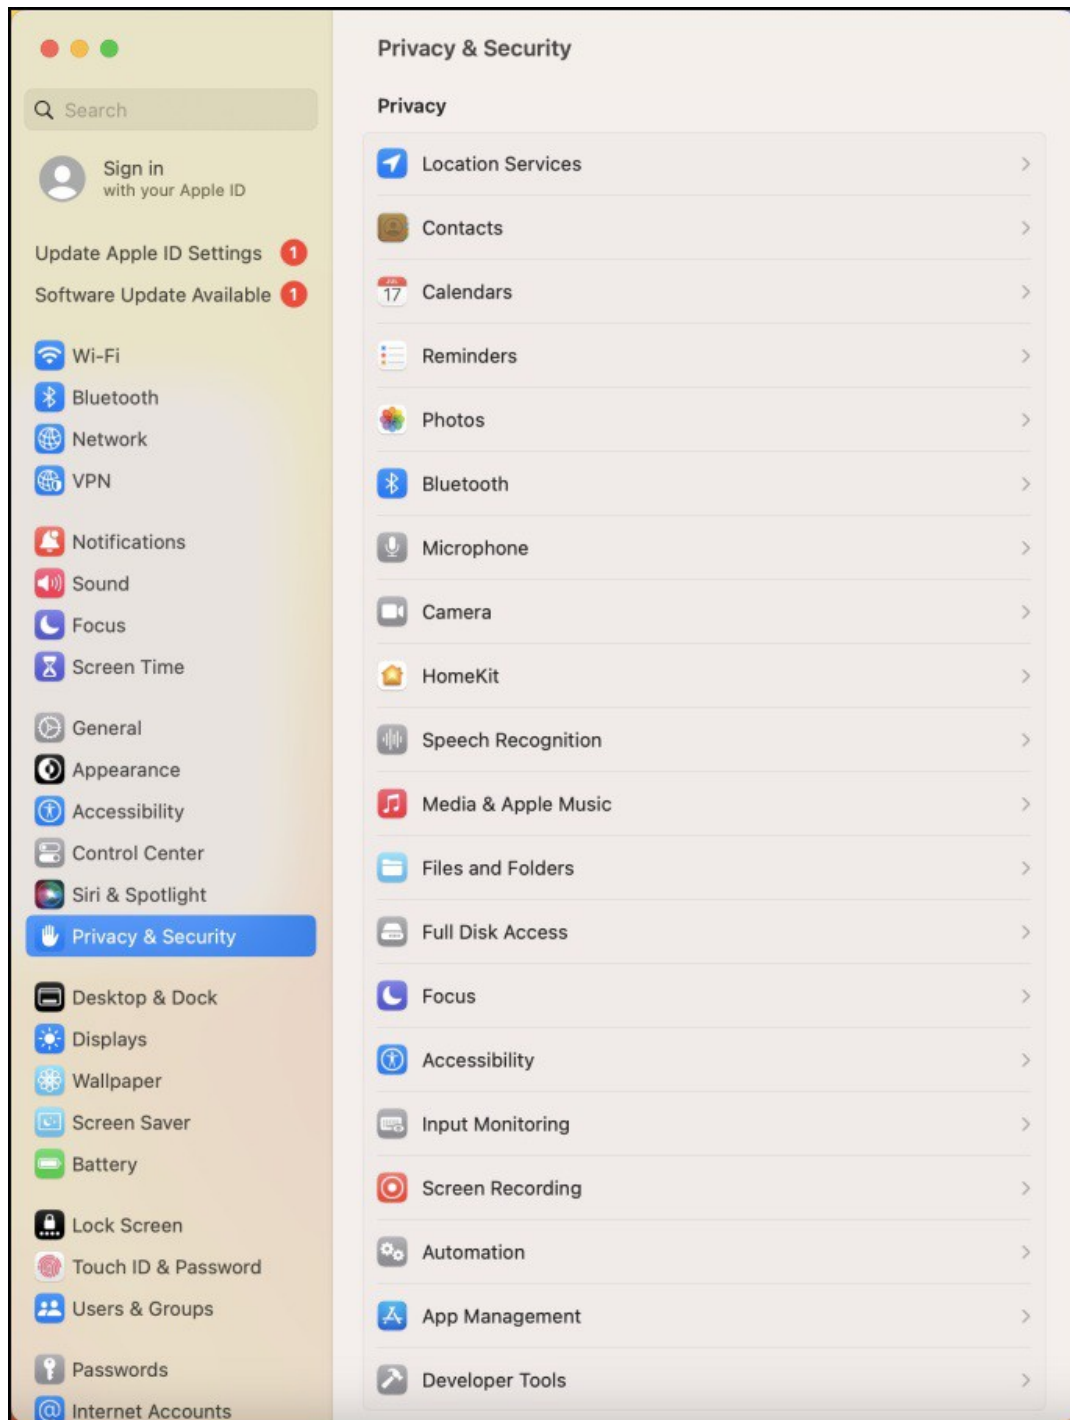 Search
Sign in
with your Apple ID
Update Apple ID Settings 1
Software Update Available 1
Wi-Fi
Bluetooth
Network
VPN
Notifications
Sound
Focus
Screen Time
General
Appearance
Accessibility
Control Center
Siri & Spotlight
Privacy & Security
Desktop & Dock
Displays
Wallpaper
Screen Saver
Battery
Lock Screen
Touch ID & Password
Users & Groups
Passwords
Internet Accounts
Privacy & Security
Privacy
Location Services
Contacts
JUL
17
Calendars
Reminders
Photos
Bluetooth
Microphone
Camera
HomeKit
Speech Recognition
Media & Apple Music
Files and Folders
Full Disk Access
Focus
Accessibility
Input Monitoring
Screen Recording
Automation
App Management
Developer Tools